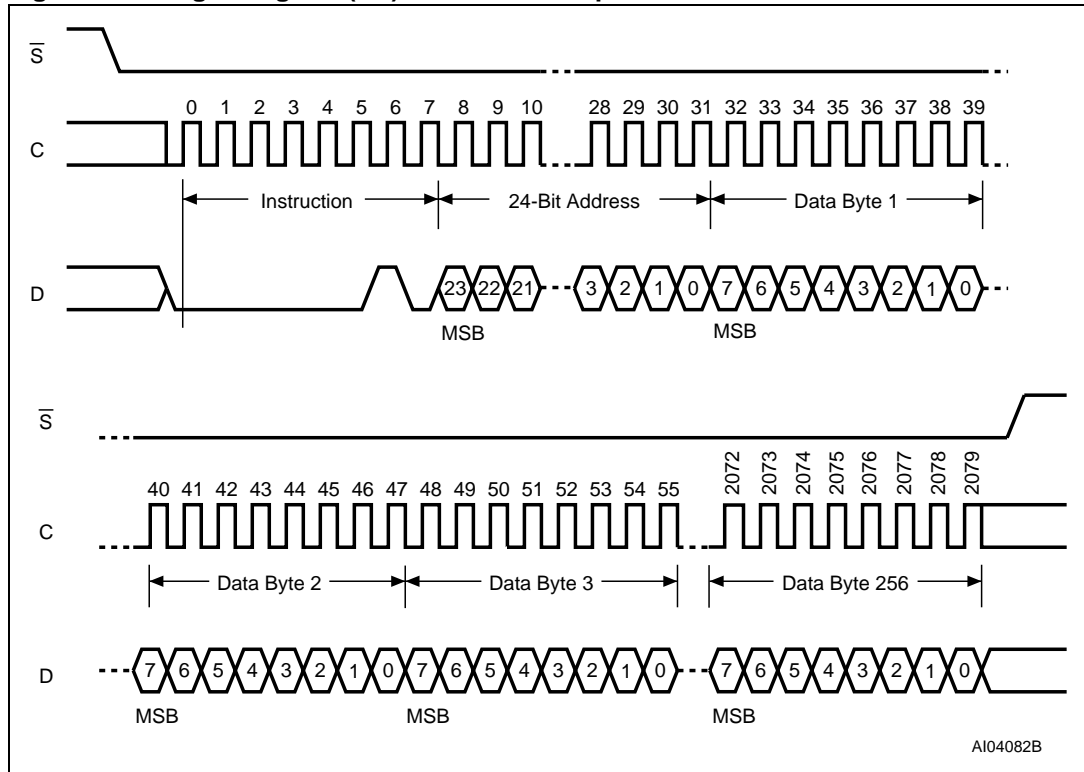 S
0 1 2 3 4 5 6 7 8 9 10 28 29 30 31 32 33 34 35 36 37 38 39
C
Instruction 24-Bit Address Data Byte 1
D 23 22 21 3 2 1 0 7 6 5 4 3 2 1 0
MSB MSB
S
40 41 42 43 44 45 46 47 48 49 50 51 52 53 54 55 2072 2073 2074 2075 2076 2077 2078 2079
C
Data Byte 2 Data Byte 3 Data Byte 256
D 7 6 5 4 3 2 1 0 7 6 5 4 3 2 1 0 7 6 5 4 3 2 1 0
MSB MSB MSB
AI04082B